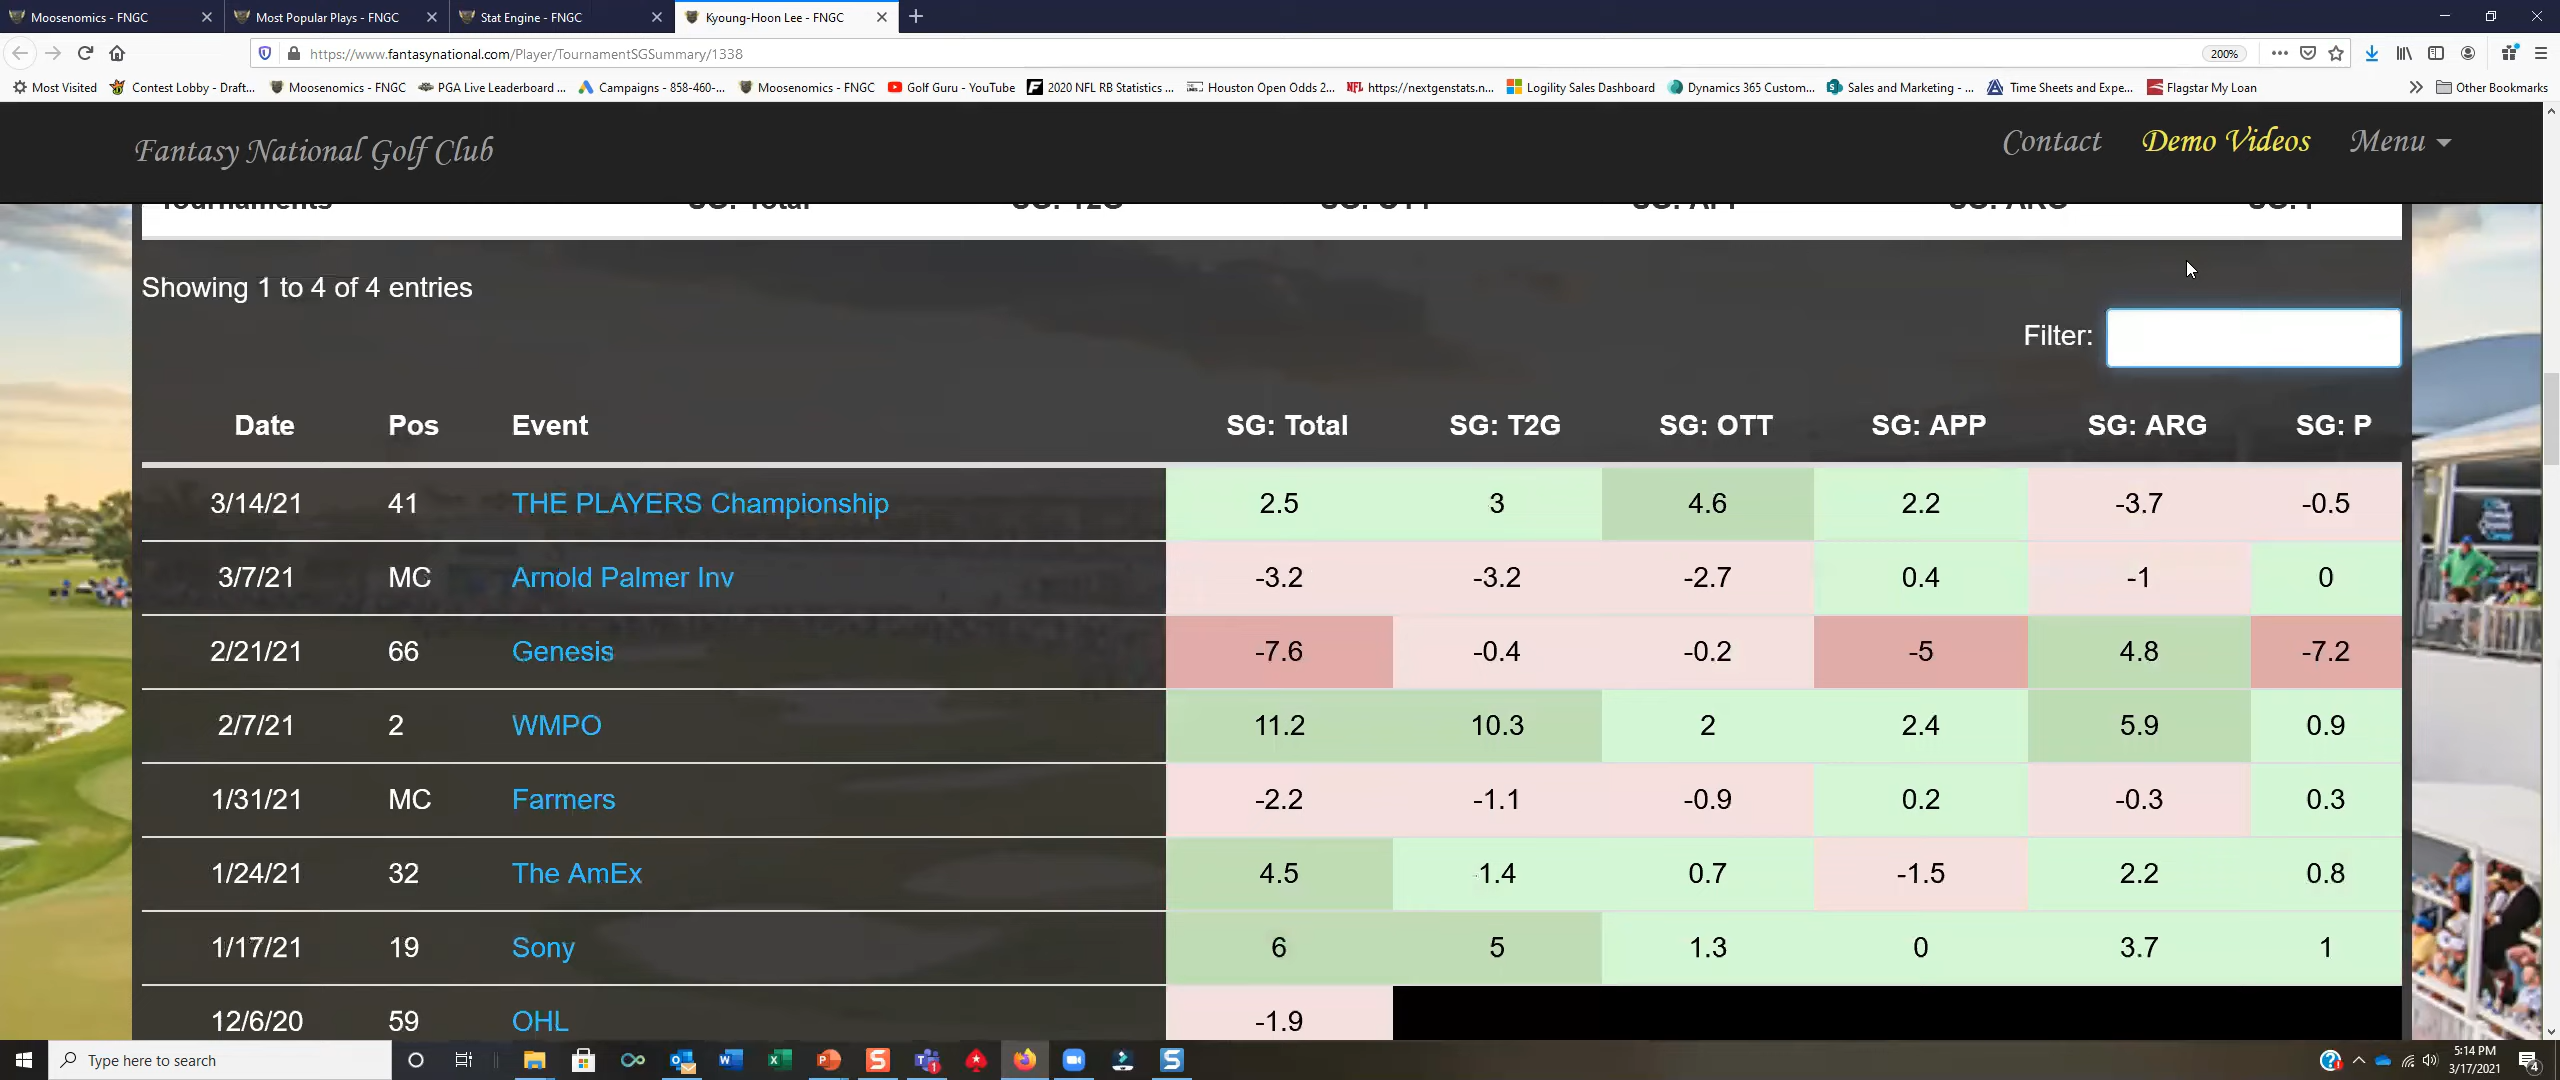 Moosenomics - FNGC
Most Popular Plays - FNGC
Stat Engine - FNGC
Kyoung-Hoon Lee - FNGC
https://www.fantasynational.com/Player/TournamentSGSummary/1338
200%
Most Visited
Contest Lobby - Draft...
Moosenomics - FNGC
PGA Live Leaderboard ...
Campaigns - 858-460-...
Moosenomics - FNGC
Golf Guru - YouTube
2020 NFL RB Statistics ...
Houston Open Odds 2...
https://nextgenstats.n...
Logility Sales Dashboard
Dynamics 365 Custom...
Sales and Marketing - ...
Time Sheets and Expe...
Flagstar My Loan
Other Bookmarks
Fantasy National Golf Club
Contact
Demo Videos
Menu
Tournaments SG: Total SG: T2G SG: OTT SG: APP SG: ARG SG: P
Showing 1 to 4 of 4 entries
Filter:
Date Pos Event SG: Total SG: T2G SG: OTT SG: APP SG: ARG SG: P
3/14/21 41 THE PLAYERS Championship 2.5 3 4.6 2.2 -3.7 -0.5
3/7/21 MC Arnold Palmer Inv -3.2 -3.2 -2.7 0.4 -1 0
2/21/21 66 Genesis -7.6 -0.4 -0.2 -5 4.8 -7.2
2/7/21 2 WMPO 11.2 10.3 2 2.4 5.9 0.9
1/31/21 MC Farmers -2.2 -1.1 -0.9 0.2 -0.3 0.3
1/24/21 32 The AmEx 4.5 1.4 0.7 -1.5 2.2 0.8
1/17/21 19 Sony 6 5 1.3 0 3.7 1
12/6/20 59 OHL -1.9
Type here to search
5:14 PM
3/17/2021